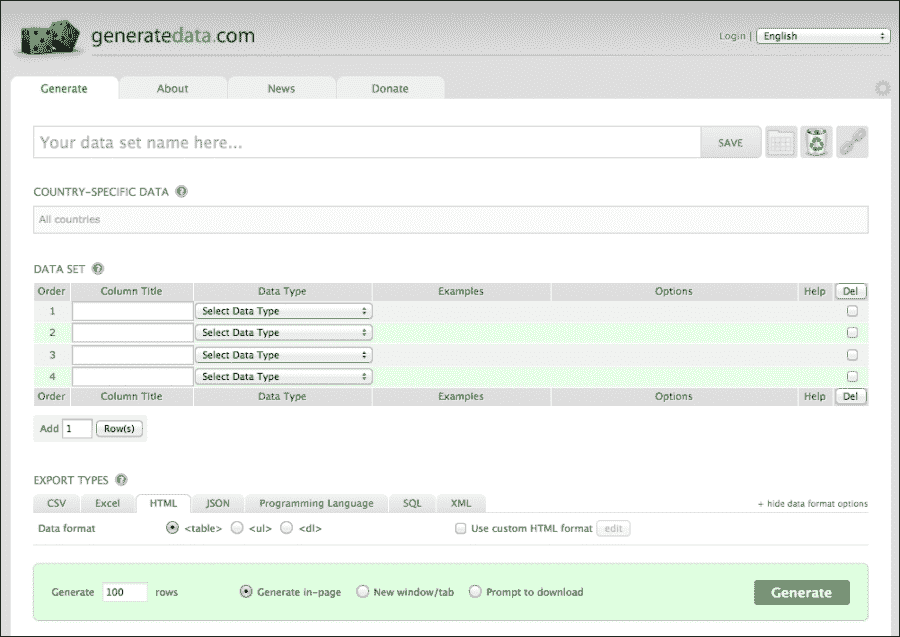 generatedata.com
Login | English
Generate About News Donate
Your data set name here... SAVE
COUNTRY-SPECIFIC DATA ?
All countries
DATA SET ?
Order Column Title Data Type Examples Options Help Del
1 Select Data Type
2 Select Data Type
3 Select Data Type
4 Select Data Type
Order Column Title Data Type Examples Options Help Del
Add 1 Row(s)
EXPORT TYPES ?
CSV Excel HTML JSON Programming Language SQL XML + hide data format options
Data format <table> <ul> <dl> Use custom HTML format edit
Generate 100 rows Generate in-page New window/tab Prompt to download Generate